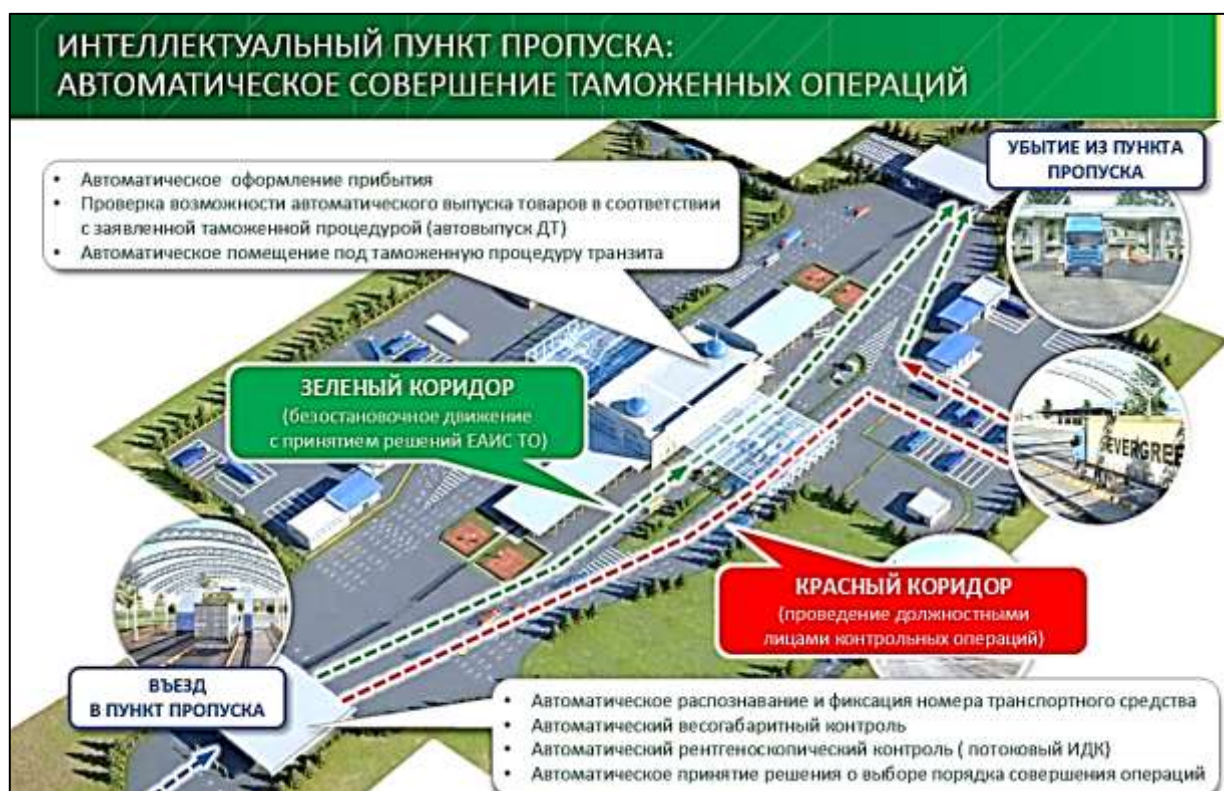 ИНТЕЛЛЕКТУАЛЬНЫЙ ПУНКТ ПРОПУСКА:
АВТОМАТИЧЕСКОЕ СОВЕРШЕНИЕ ТАМОЖЕННЫХ ОПЕРАЦИЙ
УБЫТИЕ ИЗ ПУНКТА
ПРОПУСКА
• Автоматическое оформление прибытия
• Проверка возможности автоматического выпуска товаров в соответствии
с заявленной таможенной процедурой (автовыпуск ДТ)
• Автоматическое помещение под таможенную процедуру транзита
ЗЕЛЕНЫЙ КОРИДОР
(безостановочное движение
с принятием решений ЕАИС ТО)
EVERGREE
КРАСНЫЙ КОРИДОР
(проведение должностными
лицами контрольных операций)
ВЪЕЗД
В ПУНКТ ПРОПУСКА
• Автоматическое распознавание и фиксация номера транспортного средства
• Автоматический весогабаритный контроль
• Автоматический рентгеноскопический контроль ( потоковый ИДК)
• Автоматическое принятие решения о выборе порядка совершения операций